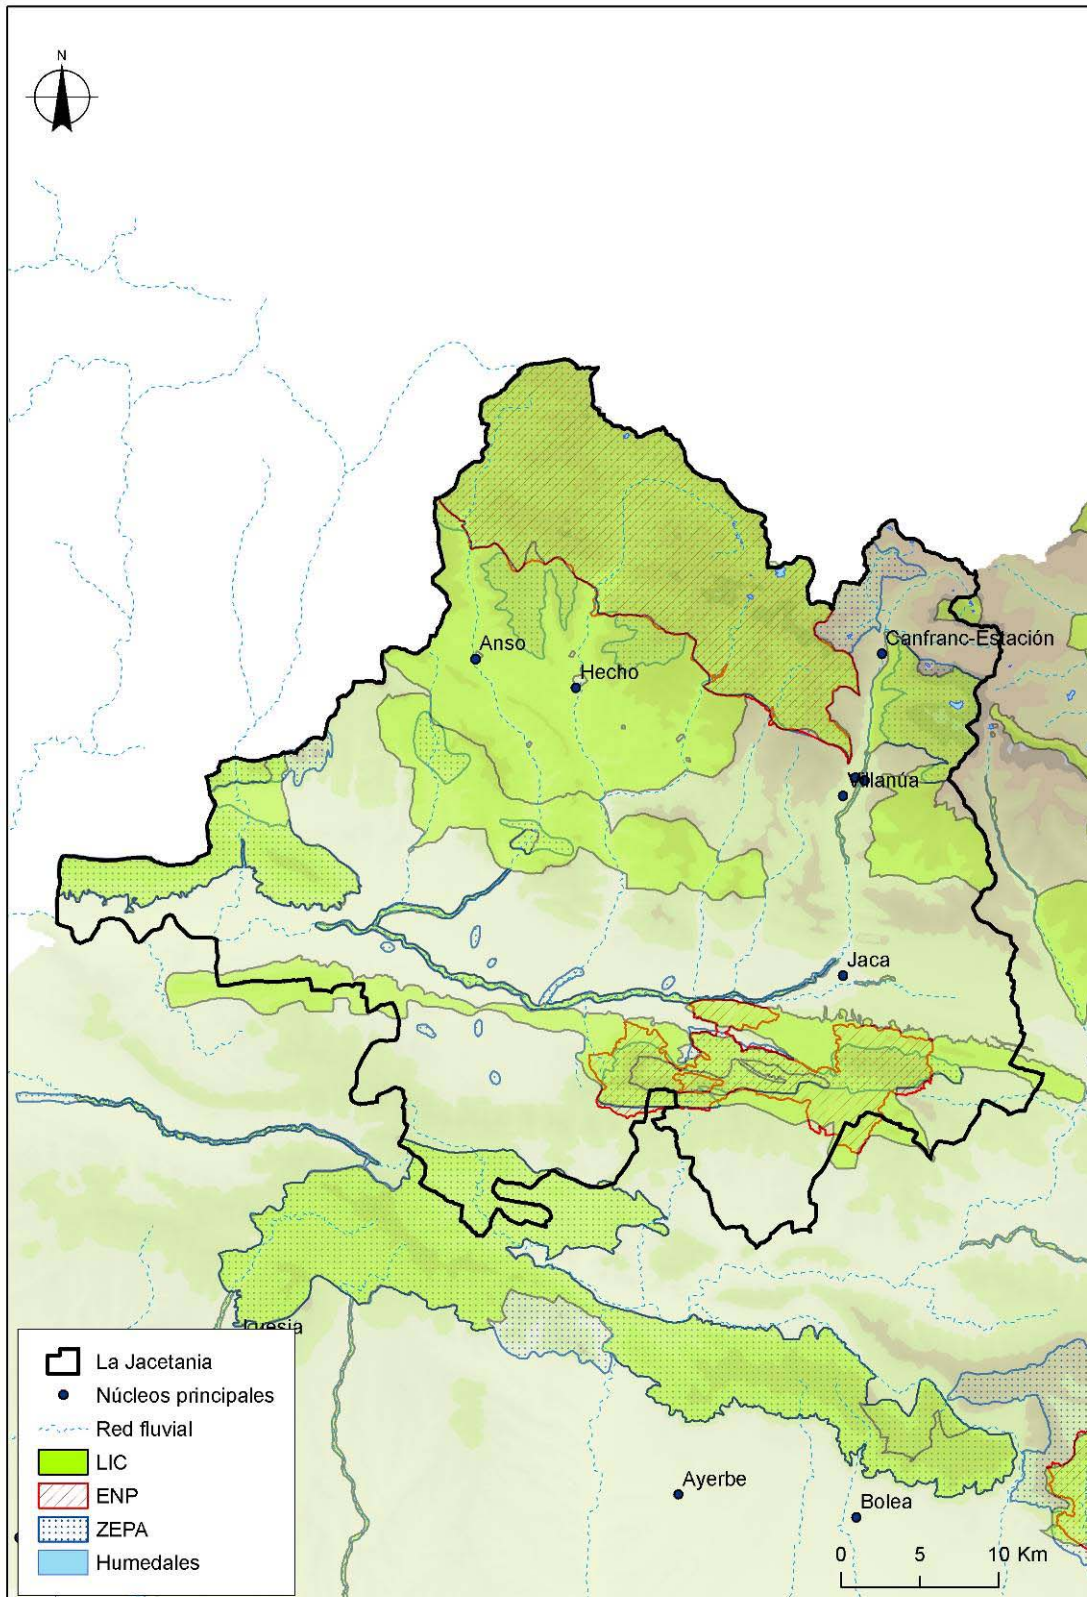 N
Canfranc-Estación
Anso
Hecho
Villanúa
Jaca
La Jacetania
Núcleos principales
Red fluvial
LIC
ENP
ZEPA
Humedales
Ayerbe
Bolea
0 5 10 Km